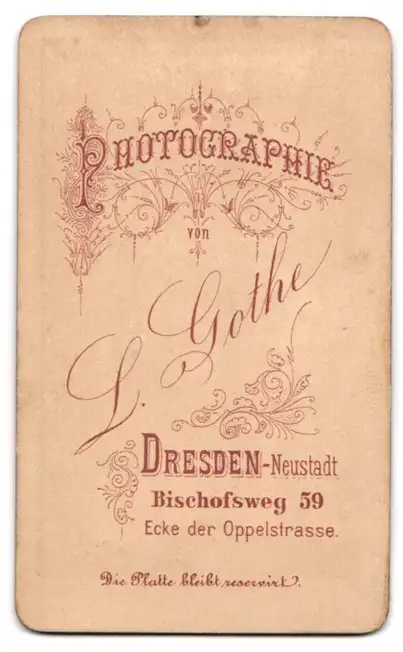 PHOTOGRAPHIE
von
L. Gothe
DRESDEN-Neustadt
Bischofsweg 59
Ecke der Oppelstrasse.
Die Platte bleibt reservirt.